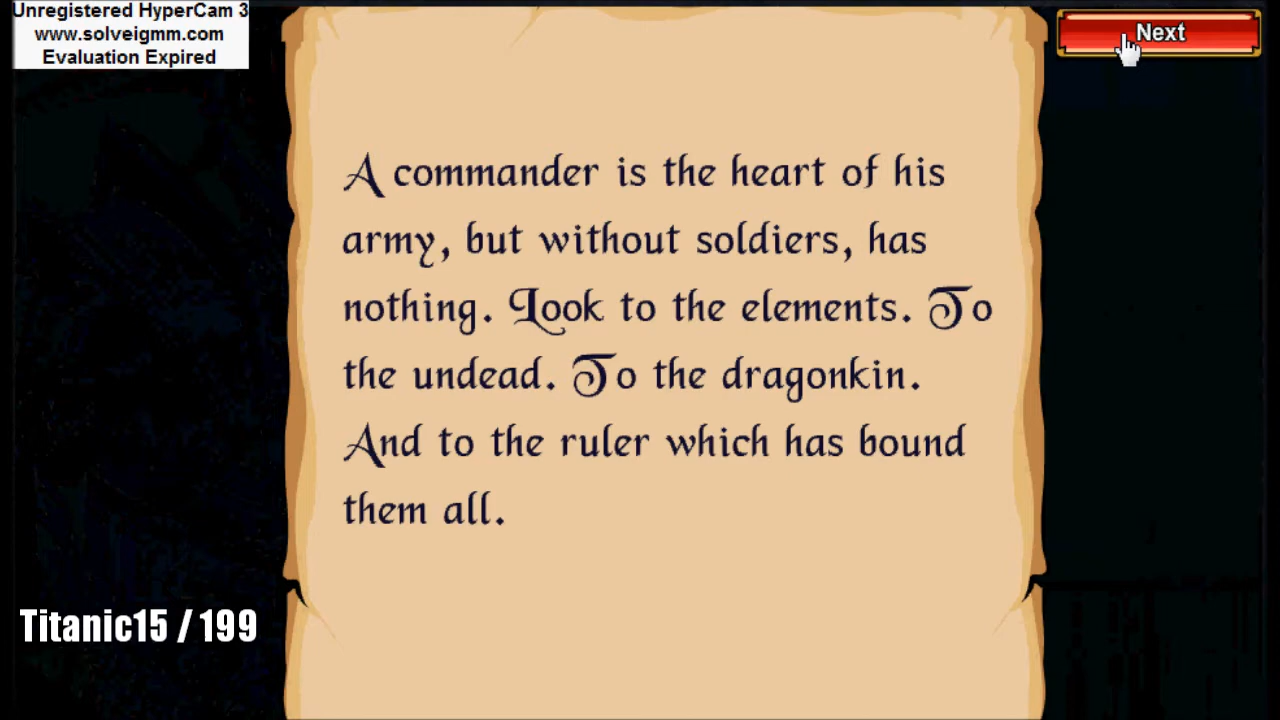 Unregistered HyperCam 3
www.solveigmm.com
Evaluation Expired
Next
A commander is the heart of his
army, but without soldiers, has
nothing. Look to the elements. To
the undead. To the dragonkin.
And to the ruler which has bound
them all.
Titanic15 / 199